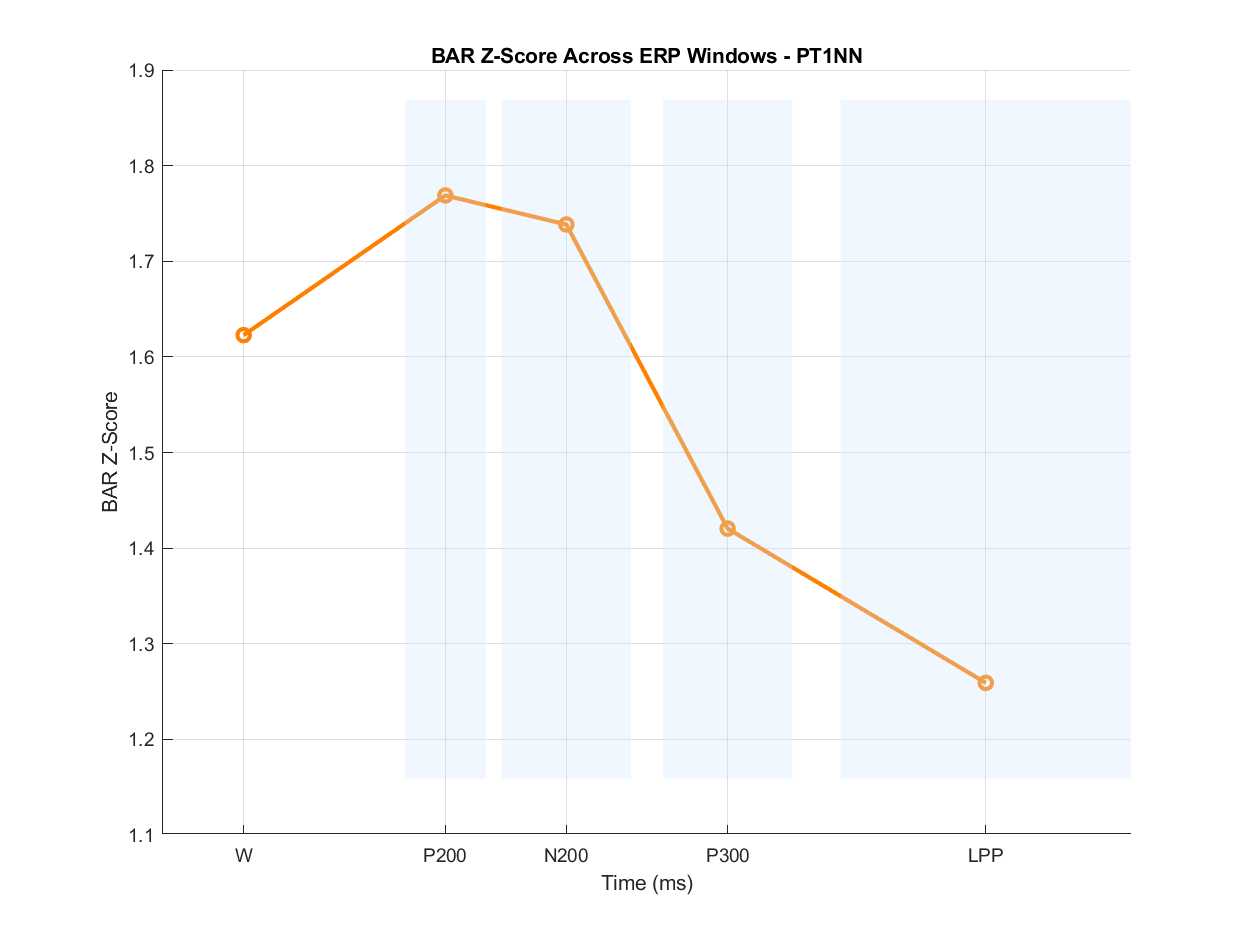 BAR Z-Score Across ERP Windows - PT1NN
1.9
1.8
1.7
1.6
1.5
1.4
1.3
1.2
1.1
BAR Z-Score
W P200 N200 P300 LPP
Time (ms)